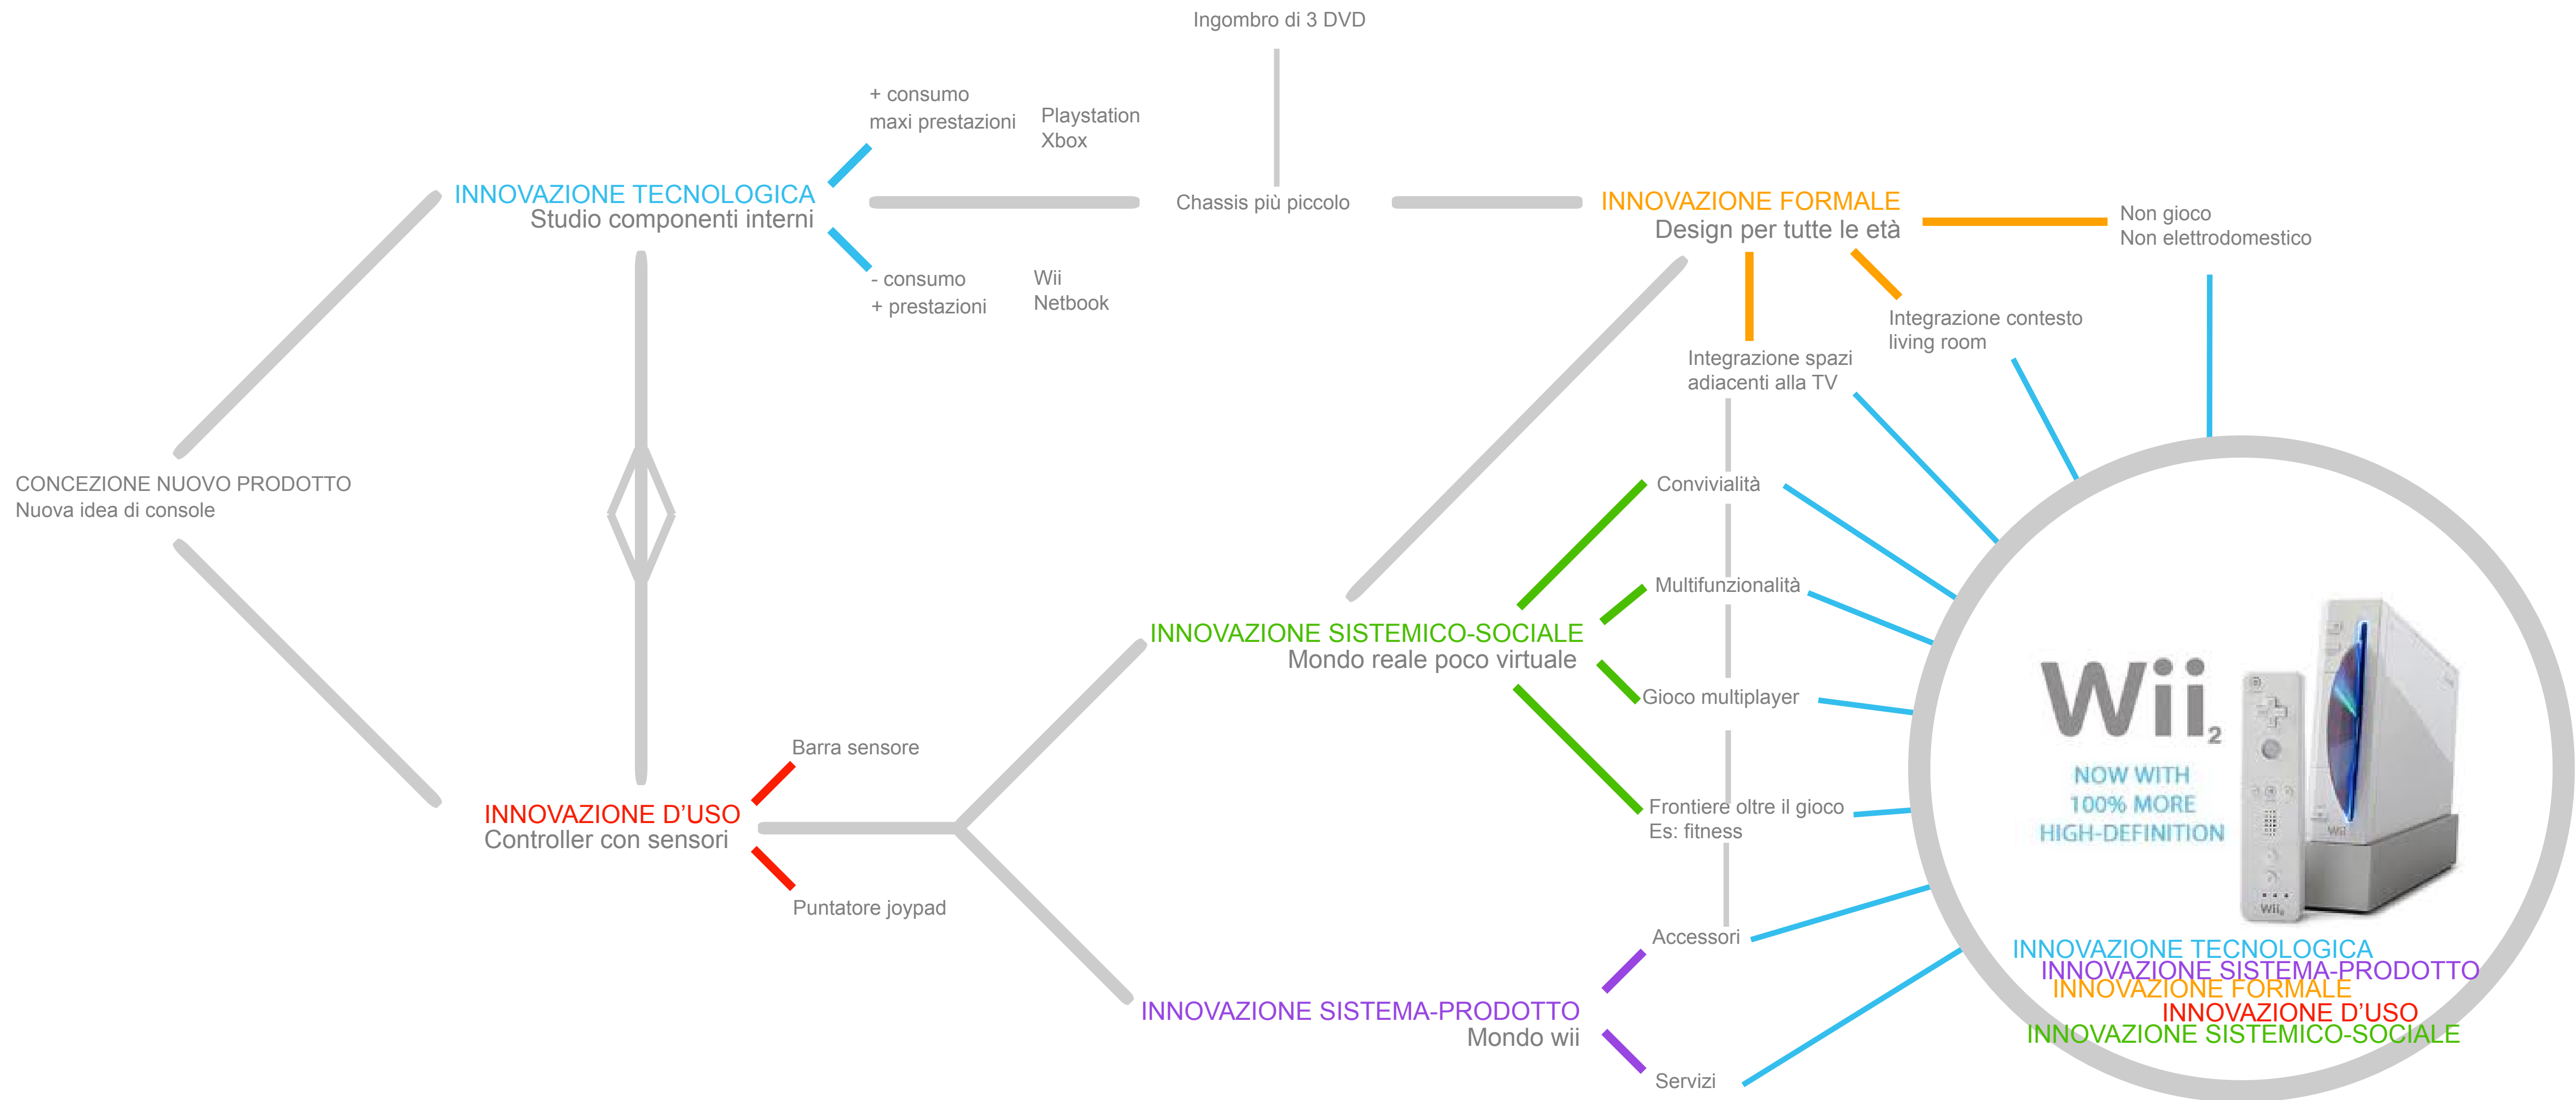 Ingombro di 3 DVD
+ consumo
maxi prestazioni
Playstation
Xbox
INNOVAZIONE TECNOLOGICA
Studio componenti interni
Chassis più piccolo
- consumo
+ prestazioni
Wii
Netbook
INNOVAZIONE FORMALE
Design per tutte le età
Non gioco
Non elettrodomestico
Integrazione contesto
living room
Integrazione spazi
adiacenti alla TV
CONCEZIONE NUOVO PRODOTTO
Nuova idea di console
Convivialità
Multifunzionalità
INNOVAZIONE SISTEMICO-SOCIALE
Mondo reale poco virtuale
Gioco multiplayer
Barra sensore
INNOVAZIONE D'USO
Controller con sensori
Puntatore joypad
Frontiere oltre il gioco
Es: fitness
Accessori
INNOVAZIONE SISTEMA-PRODOTTO
Mondo wii
Servizi
Wii2
NOW WITH
100% MORE
HIGH-DEFINITION
Wii
Wii2
INNOVAZIONE TECNOLOGICA
INNOVAZIONE SISTEMA-PRODOTTO
INNOVAZIONE FORMALE
INNOVAZIONE D'USO
INNOVAZIONE SISTEMICO-SOCIALE